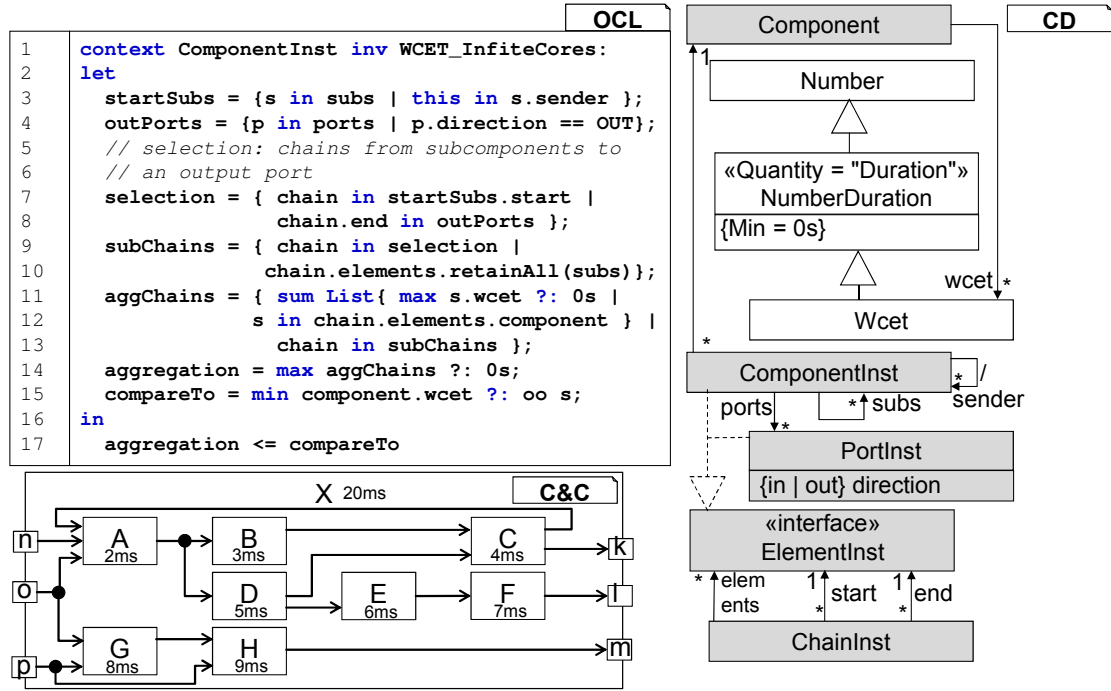 OCL
1 context ComponentInst inv WCET_InfiteCores:
2 let
3 startSubs = {s in subs | this in s.sender };
4 outPorts = {p in ports | p.direction == OUT};
5 // selection: chains from subcomponents to
6 // an output port
7 selection = { chain in startSubs.start |
8 chain.end in outPorts };
9 subChains = { chain in selection |
10 chain.elements.retainAll(subs)};
11 aggChains = { sum List{ max s.wcet ?: 0s |
12 s in chain.elements.component } |
13 chain in subChains };
14 aggregation = max aggChains ?: 0s;
15 compareTo = min component.wcet ?: oo s;
16 in
17 aggregation <= compareTo
C&C
X 20ms
n
o
p
A
2ms
B
3ms
C
4ms
D
5ms
E
6ms
F
7ms
G
8ms
H
9ms
k
l
m
CD
Component
1
Number
«Quantity = "Duration"»
NumberDuration
{Min = 0s}
wcet *
Wcet
*
ComponentInst
* /
sender
ports
*
* subs
PortInst
{in | out} direction
«interface»
ElementInst
* elem
ents
1
start
*
1
end
*
ChainInst